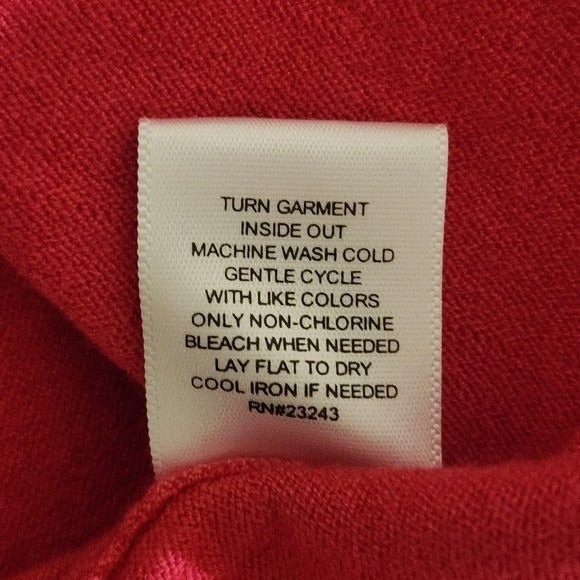 TURN GARMENT
INSIDE OUT
MACHINE WASH COLD
GENTLE CYCLE
WITH LIKE COLORS
ONLY NON-CHLORINE
BLEACH WHEN NEEDED
LAY FLAT TO DRY
COOL IRON IF NEEDED
RN#23243